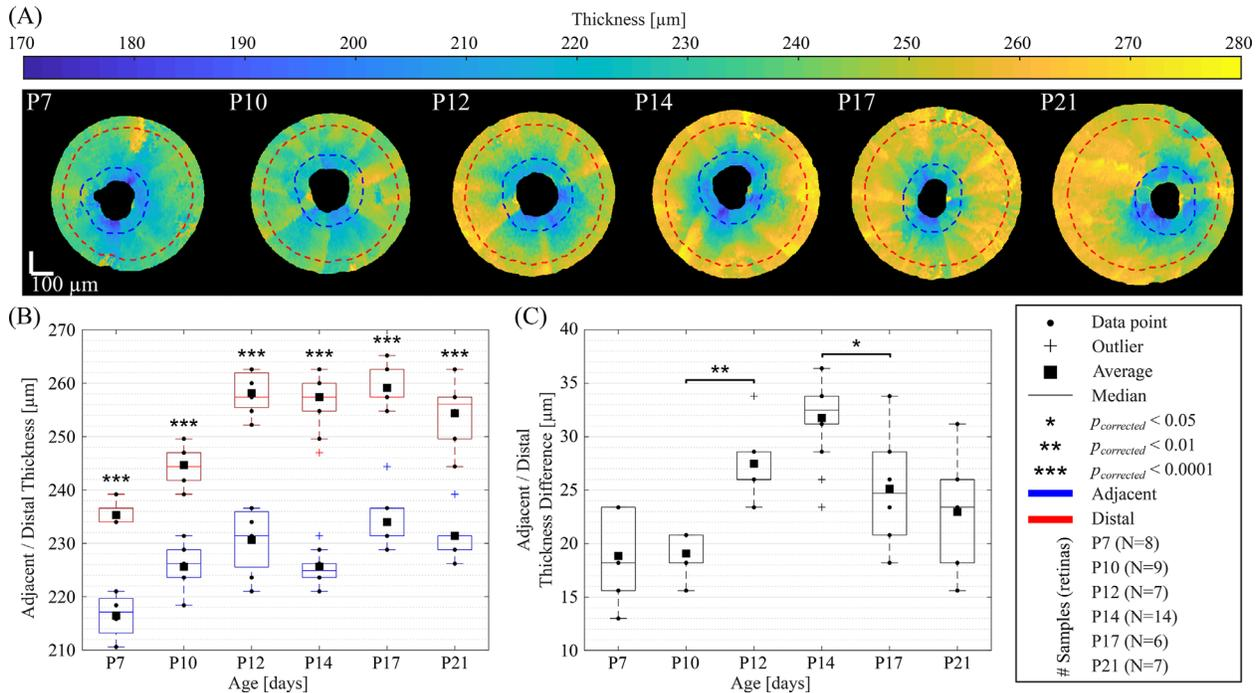 (A)
Thickness [µm]
170 180 190 200 210 220 230 240 250 260 270 280
P7 P10 P12 P14 P17 P21
100 µm
(B)
Adjacent / Distal Thickness [µm]
270
260
250
240
230
220
210
*** *** *** *** *** ***
P7 P10 P12 P14 P17 P21
Age [days]
(C)
Adjacent / Distal
Thickness Difference [µm]
40
35
30
25
20
15
10
** *
P7 P10 P12 P14 P17 P21
Age [days]
Data point
+ Outlier
Average
Median
* pcorrected < 0.05
** pcorrected < 0.01
*** pcorrected < 0.0001
Adjacent
Distal
# Samples (retinas)
P7 (N=8)
P10 (N=9)
P12 (N=7)
P14 (N=14)
P17 (N=6)
P21 (N=7)